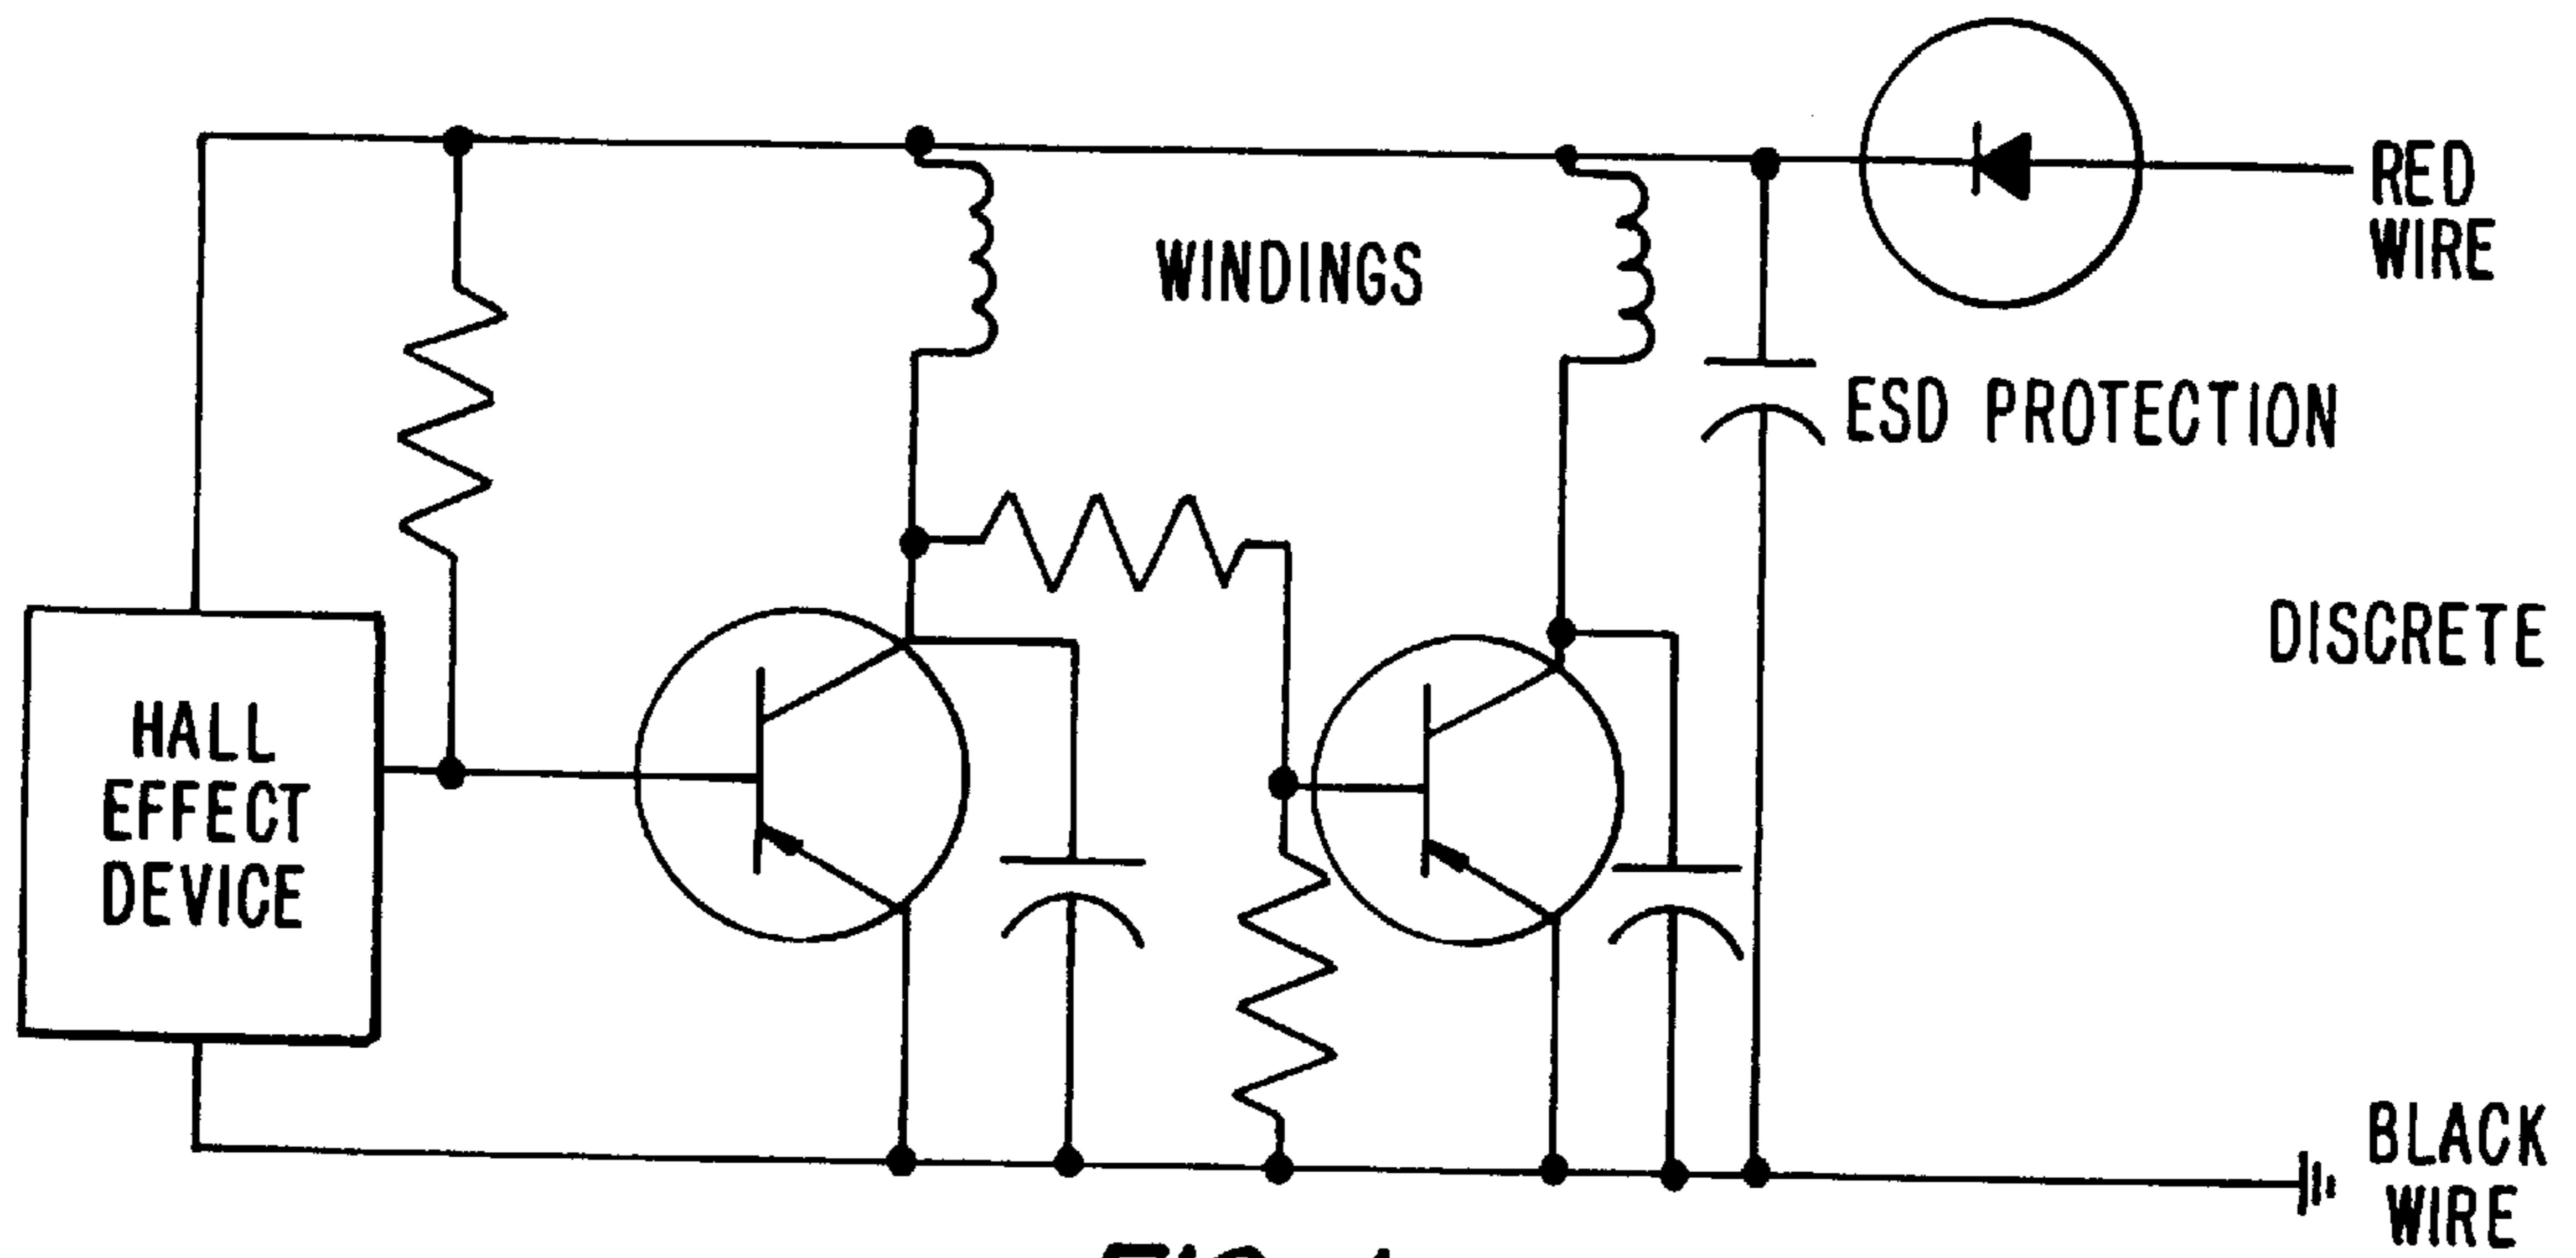 RED
WIRE
WINDINGS
ESD PROTECTION
DISCRETE
HALL
EFFECT
DEVICE
BLACK
WIRE